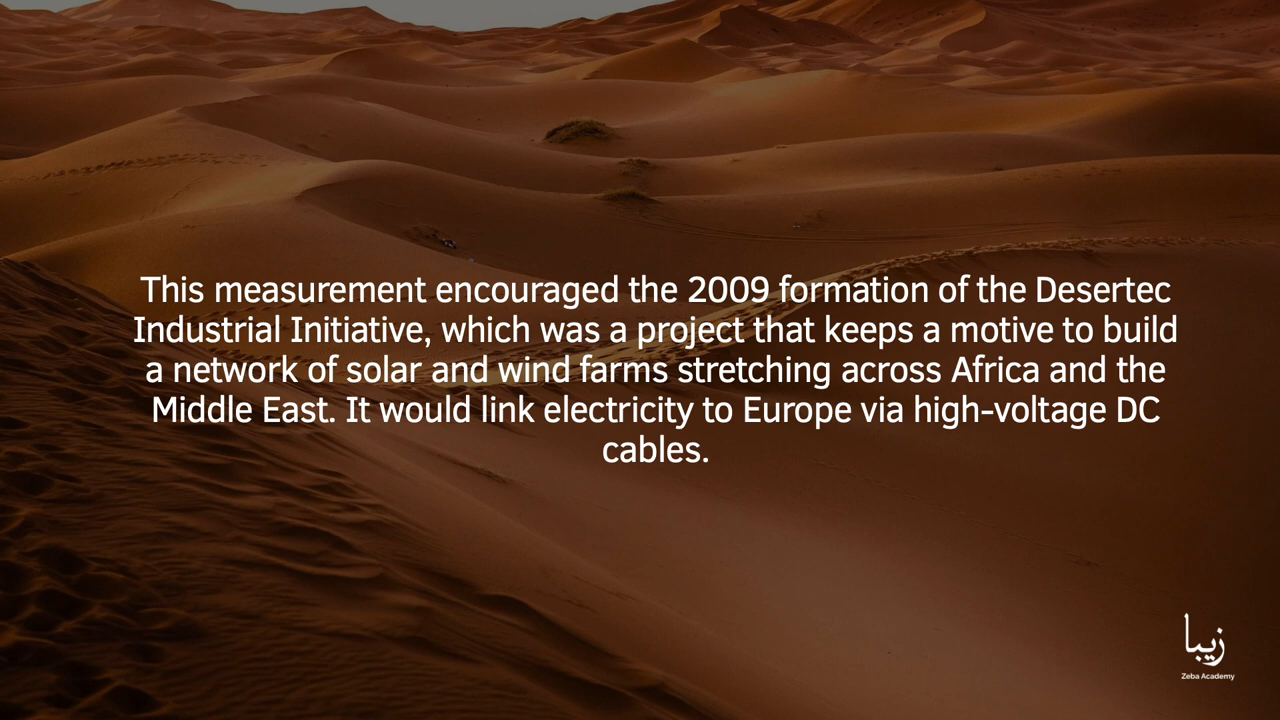 This measurement encouraged the 2009 formation of the Desertec
Industrial Initiative, which was a project that keeps a motive to build
a network of solar and wind farms stretching across Africa and the
Middle East. It would link electricity to Europe via high-voltage DC
cables.
زیبا
Zeba Academy